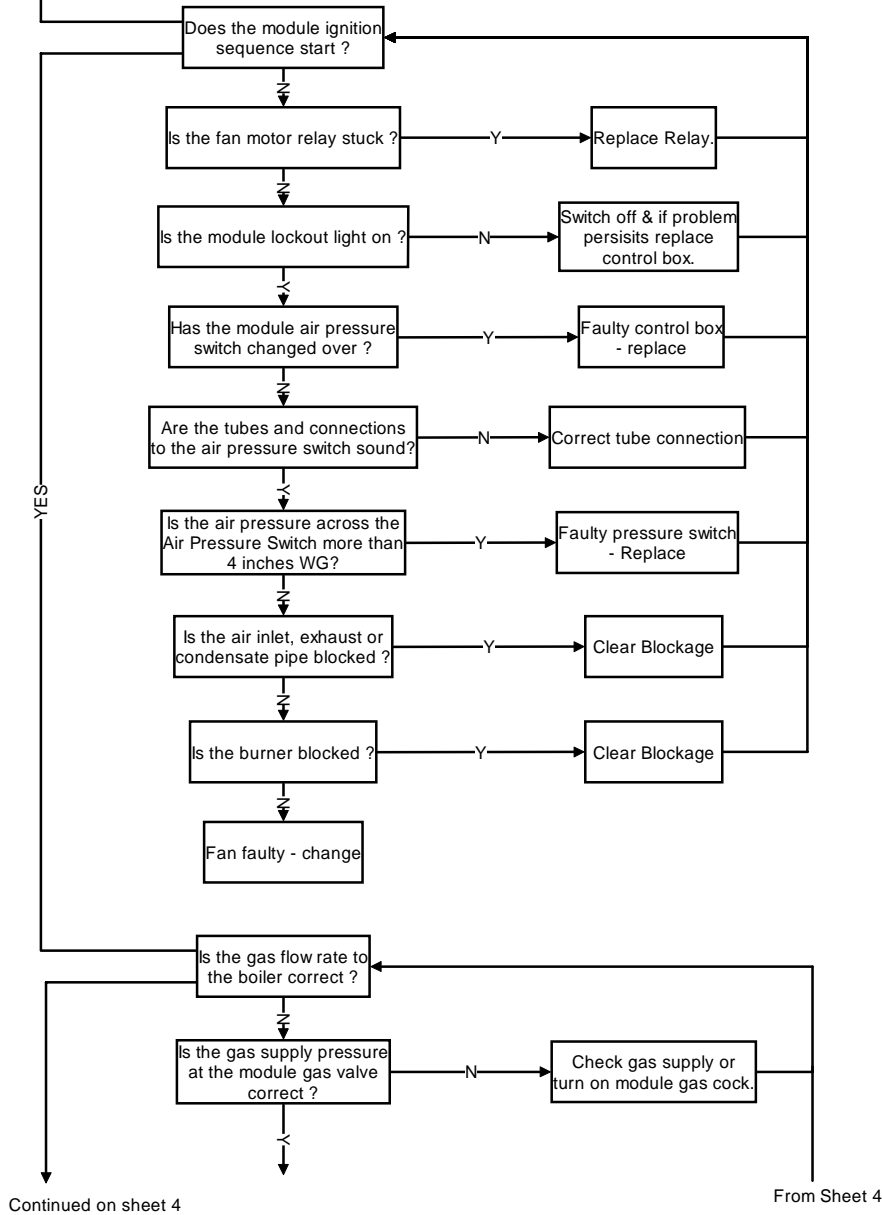 Does the module ignition
sequence start ?
N
Is the fan motor relay stuck ?
Y
Replace Relay.
N
Is the module lockout light on ?
N
Switch off & if problem
persisits replace
control box.
Y
Has the module air pressure
switch changed over ?
Y
Faulty control box
- replace
N
Are the tubes and connections
to the air pressure switch sound?
N
Correct tube connection
Y
YES
Is the air pressure across the
Air Pressure Switch more than
4 inches WG?
Y
Faulty pressure switch
- Replace
N
Is the air inlet, exhaust or
condensate pipe blocked ?
Y
Clear Blockage
N
Is the burner blocked ?
Y
Clear Blockage
N
Fan faulty - change
Is the gas flow rate to
the boiler correct ?
N
Is the gas supply pressure
at the module gas valve
correct ?
N
Check gas supply or
turn on module gas cock.
Y
Continued on sheet 4
From Sheet 4